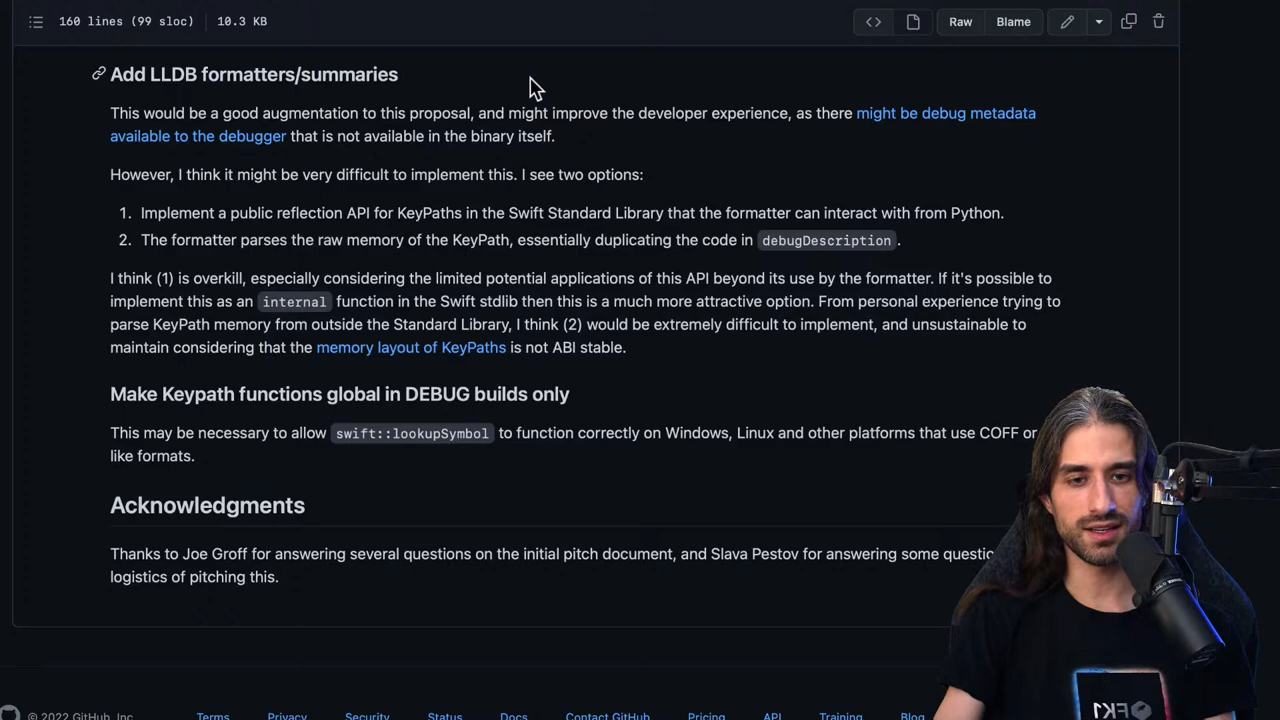 160 lines (99 sloc) 10.3 KB Raw Blame
Add LLDB formatters/summaries
This would be a good augmentation to this proposal, and might improve the developer experience, as there might be debug metadata
available to the debugger that is not available in the binary itself.
However, I think it might be very difficult to implement this. I see two options:
1. Implement a public reflection API for KeyPaths in the Swift Standard Library that the formatter can interact with from Python.
2. The formatter parses the raw memory of the KeyPath, essentially duplicating the code in debugDescription.
I think (1) is overkill, especially considering the limited potential applications of this API beyond its use by the formatter. If it's possible to
implement this as an internal function in the Swift stdlib then this is a much more attractive option. From personal experience trying to
parse KeyPath memory from outside the Standard Library, I think (2) would be extremely difficult to implement, and unsustainable to
maintain considering that the memory layout of KeyPaths is not ABI stable.
Make Keypath functions global in DEBUG builds only
This may be necessary to allow swift::lookupSymbol to function correctly on Windows, Linux and other platforms that use COFF or
like formats.
Acknowledgments
Thanks to Joe Groff for answering several questions on the initial pitch document, and Slava Pestov for answering some
logistics of pitching this.
© 2022 GitHub, Inc. Terms Privacy Security Status Docs Contact GitHub Pricing API Training Blog
FK1